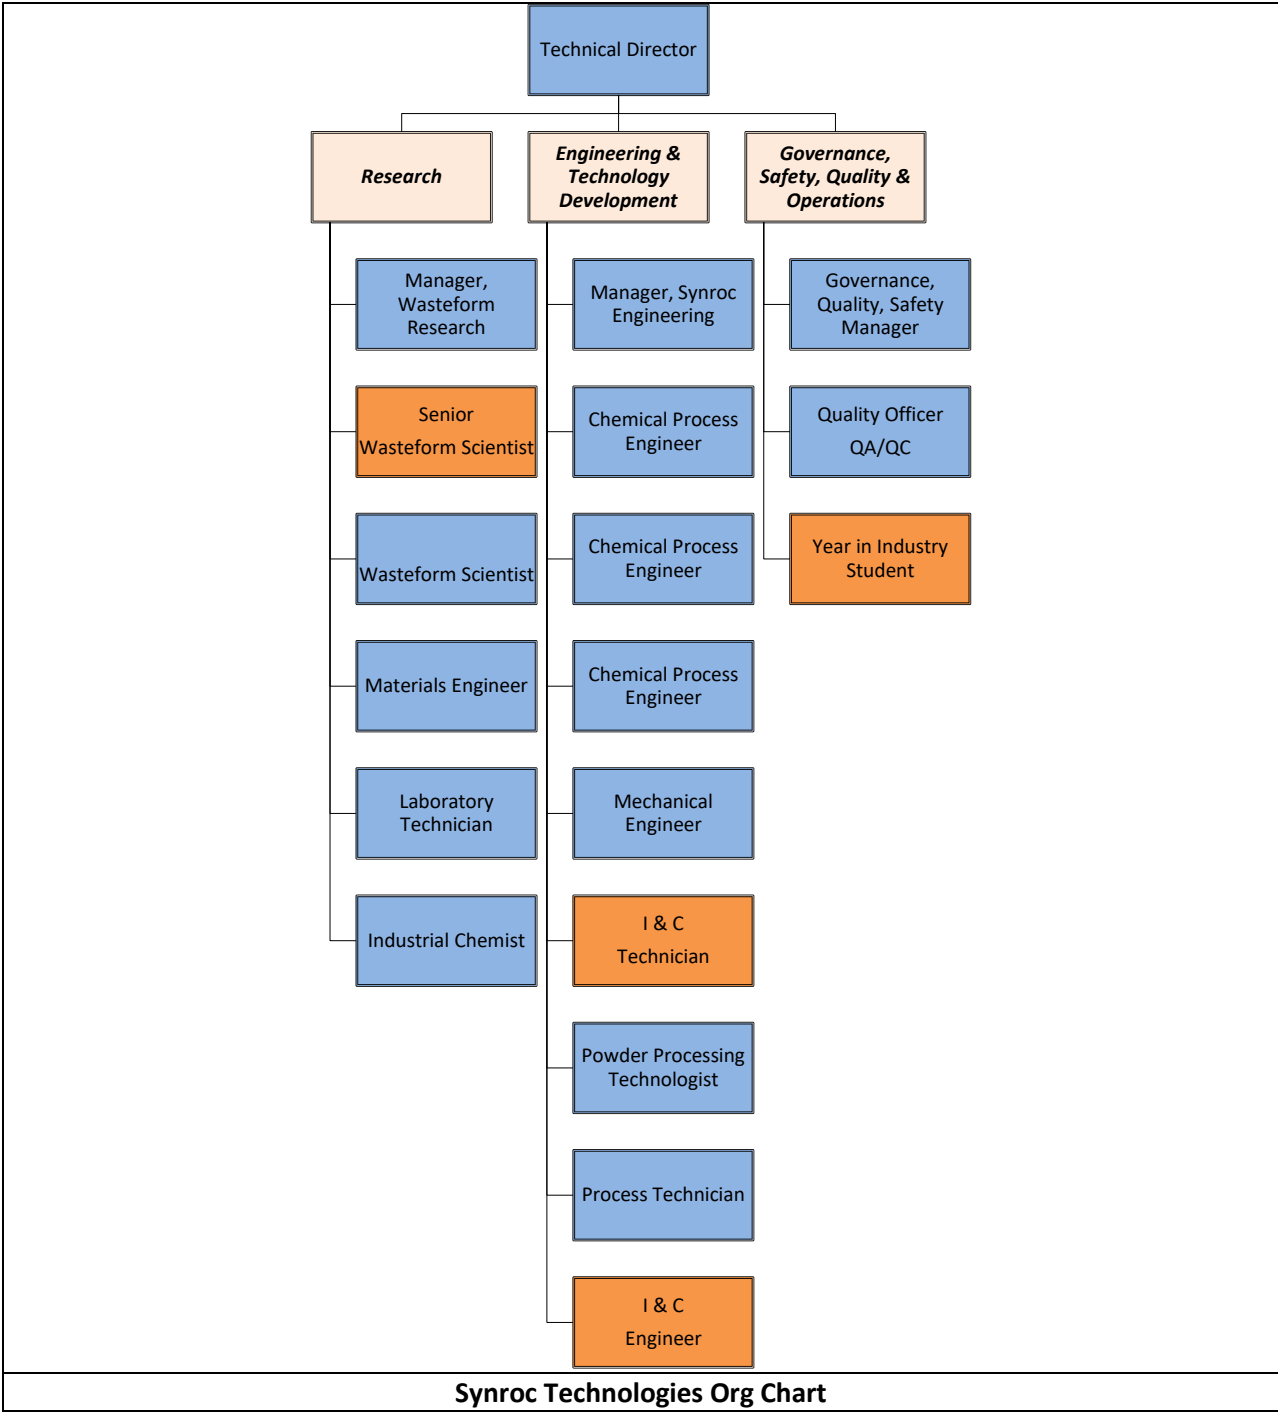 Technical Director
Research
Engineering &
Technology
Development
Governance,
Safety, Quality &
Operations
Manager,
Wasteform
Research
Manager, Synroc
Engineering
Governance,
Quality, Safety
Manager
Senior
Wasteform Scientist
Chemical Process
Engineer
Quality Officer
QA/QC
Wasteform Scientist
Chemical Process
Engineer
Year in Industry
Student
Materials Engineer
Chemical Process
Engineer
Laboratory
Technician
Mechanical
Engineer
Industrial Chemist
I & C
Technician
Powder Processing
Technologist
Process Technician
I & C
Engineer
Synroc Technologies Org Chart